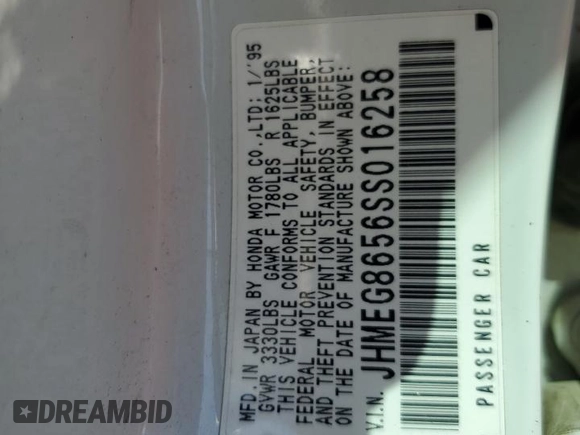 MFD.IN JAPAN BY HONDA MOTOR CO.,LTD: 1/'95
GVWR 3330LBS GAWR F 1780LBS R 1625LBS
THIS VEHICLE CONFORMS TO ALL APPLICABLE
FEDERAL MOTOR VEHICLE SAFETY, BUMPER,
AND THEFT PREVENTION STANDARDS IN EFFECT
ON THE DATE OF MANUFACTURE SHOWN ABOVE:
V.I.N. JHMEG8656SS016258
PASSENGER CAR
DREAMBID